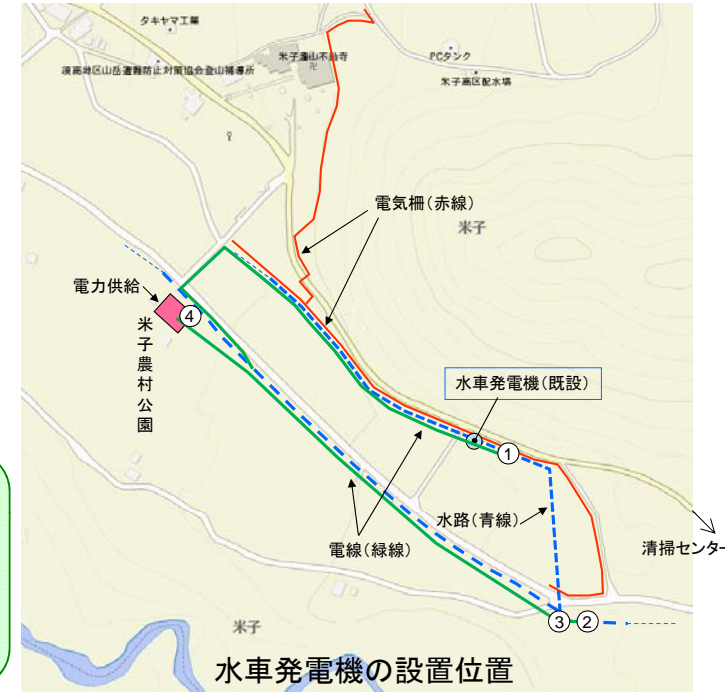 タキヤマ工業
米子瀧山不動寺
PCタンク
須高地区山岳遭難防止対策協会登山補導所
米子高区配水場
電気柵(赤線)
米子
電力供給
④
米子農村公園
水車発電機(既設)
①
水路(青線)
電線(緑線)
清掃センター
③
②
米子
水車発電機の設置位置